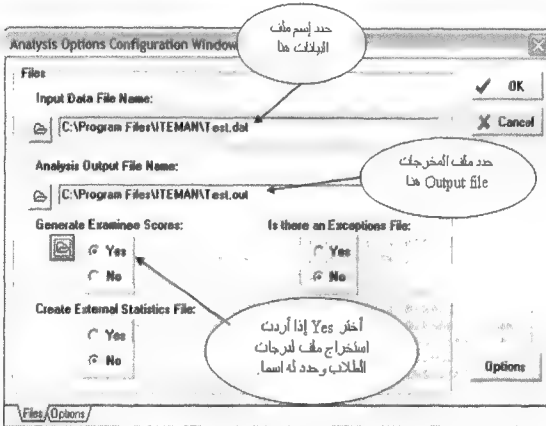 حدد إسم ملف
البيانات هنا
Analysis Options Configuration Window
Files
Input Data File Name:
OK
C:\Program Files\ITEMAN\Test.dat
Cancel
Analysis Output File Name:
حدد ملف المخرجات
Output file هنا
C:\Program Files\ITEMAN\Test.out
Generate Examinee Scores:
Is there an Exceptions File:
Yes
Yes
No
No
Create External Statistics File:
أختر Yes إذا أردت
استخراج ملف لدرجات
الطلاب وحدد له اسما.
Yes
No
Options
Files
Options